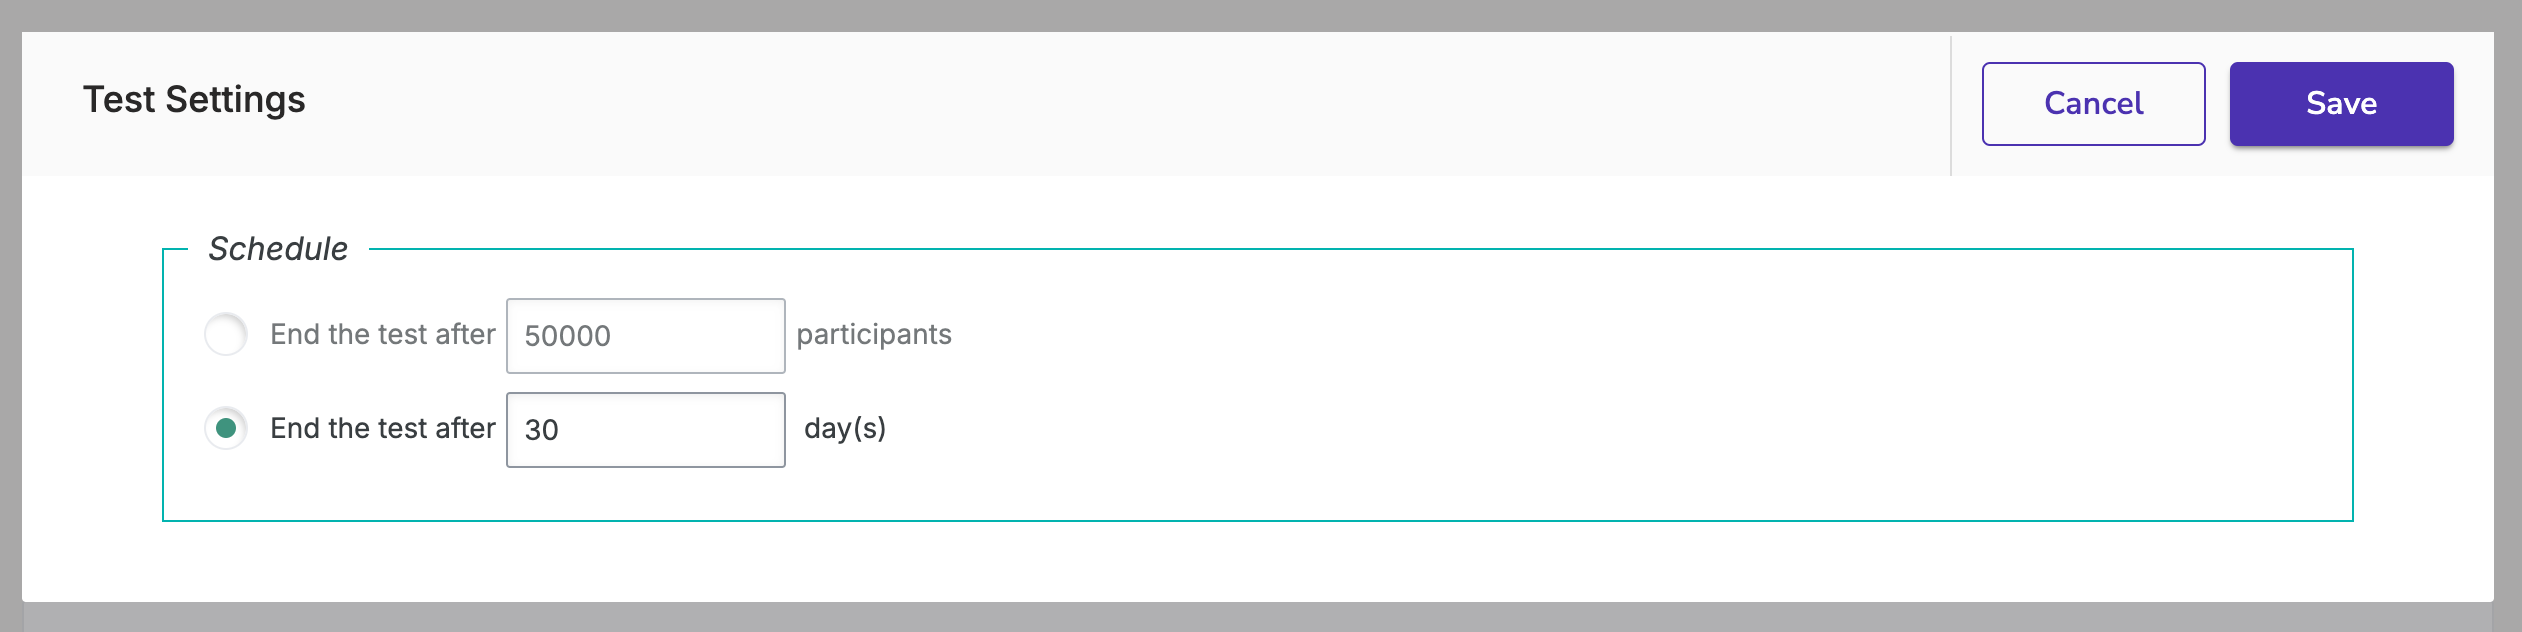 Test Settings
Cancel
Save
Schedule
End the test after 50000 participants
End the test after 30 day(s)